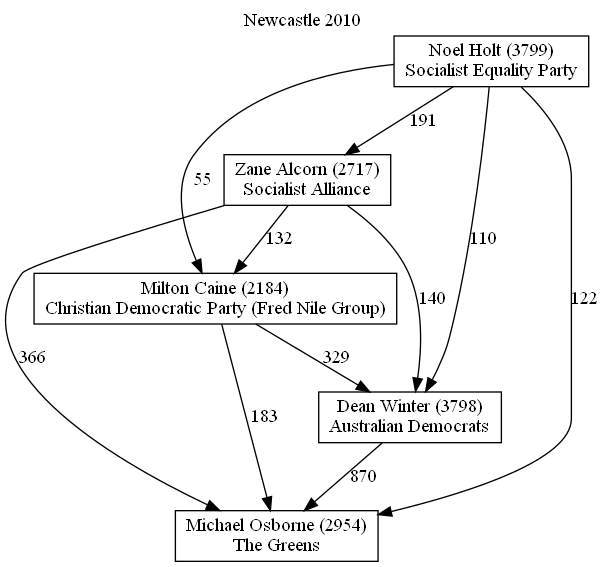 Newcastle 2010
Noel Holt (3799)
Socialist Equality Party
191
Zane Alcorn (2717)
Socialist Alliance
55
132
110
Milton Caine (2184)
Christian Democratic Party (Fred Nile Group)
140
122
366
329
Dean Winter (3798)
Australian Democrats
183
870
Michael Osborne (2954)
The Greens